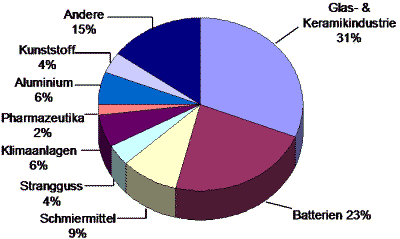 Glas- &
Keramikindustrie
31%
Batterien 23%
Schmiermittel
9%
Strangguss
4%
Klimaanlagen
6%
Pharmazeutika
2%
Aluminium
6%
Kunststoff
4%
Andere
15%